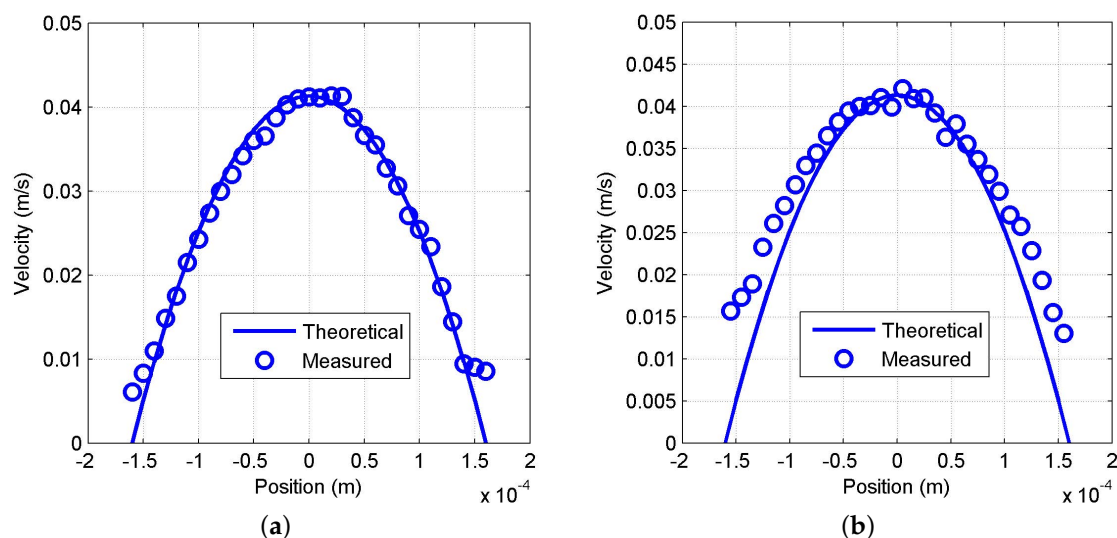 0.05
0.04
0.03
0.02
0.01
0
Velocity (m/s)
Theoretical
Measured
-2 -1.5 -1 -0.5 0 0.5 1 1.5 2
Position (m)
x 10^-4
(a)
0.05
0.045
0.04
0.035
0.03
0.025
0.02
0.015
0.01
0.005
0
Velocity (m/s)
Theoretical
Measured
-2 -1.5 -1 -0.5 0 0.5 1 1.5 2
Position (m)
x 10^-4
(b)